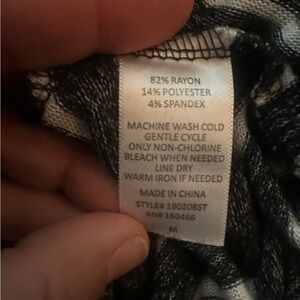 82% RAYON
14% POLYESTER
4% SPANDEX
MACHINE WASH COLD
GENTLE CYCLE
ONLY NON-CHLORINE
BLEACH WHEN NEEDED
LINE DRY
WARM IRON IF NEEDED
MADE IN CHINA
STYLE# 190208ST
RN# 150466
M